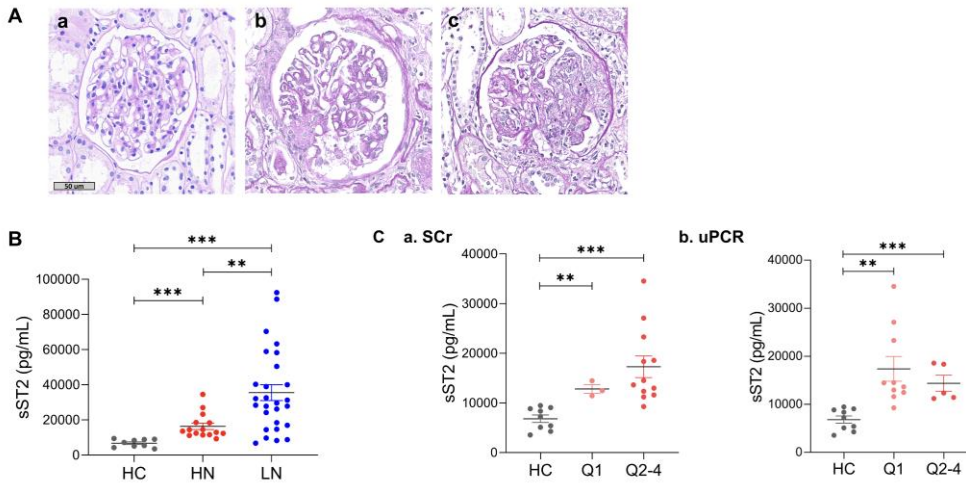 A
a
b
c
50 um
B
***
**
***
sST2 (pg/mL)
100000
80000
60000
40000
20000
0
HC
HN
LN
C
a. SCr
***
**
sST2 (pg/mL)
40000
30000
20000
10000
0
HC
Q1
Q2-4
b. uPCR
***
**
sST2 (pg/mL)
40000
30000
20000
10000
0
HC
Q1
Q2-4